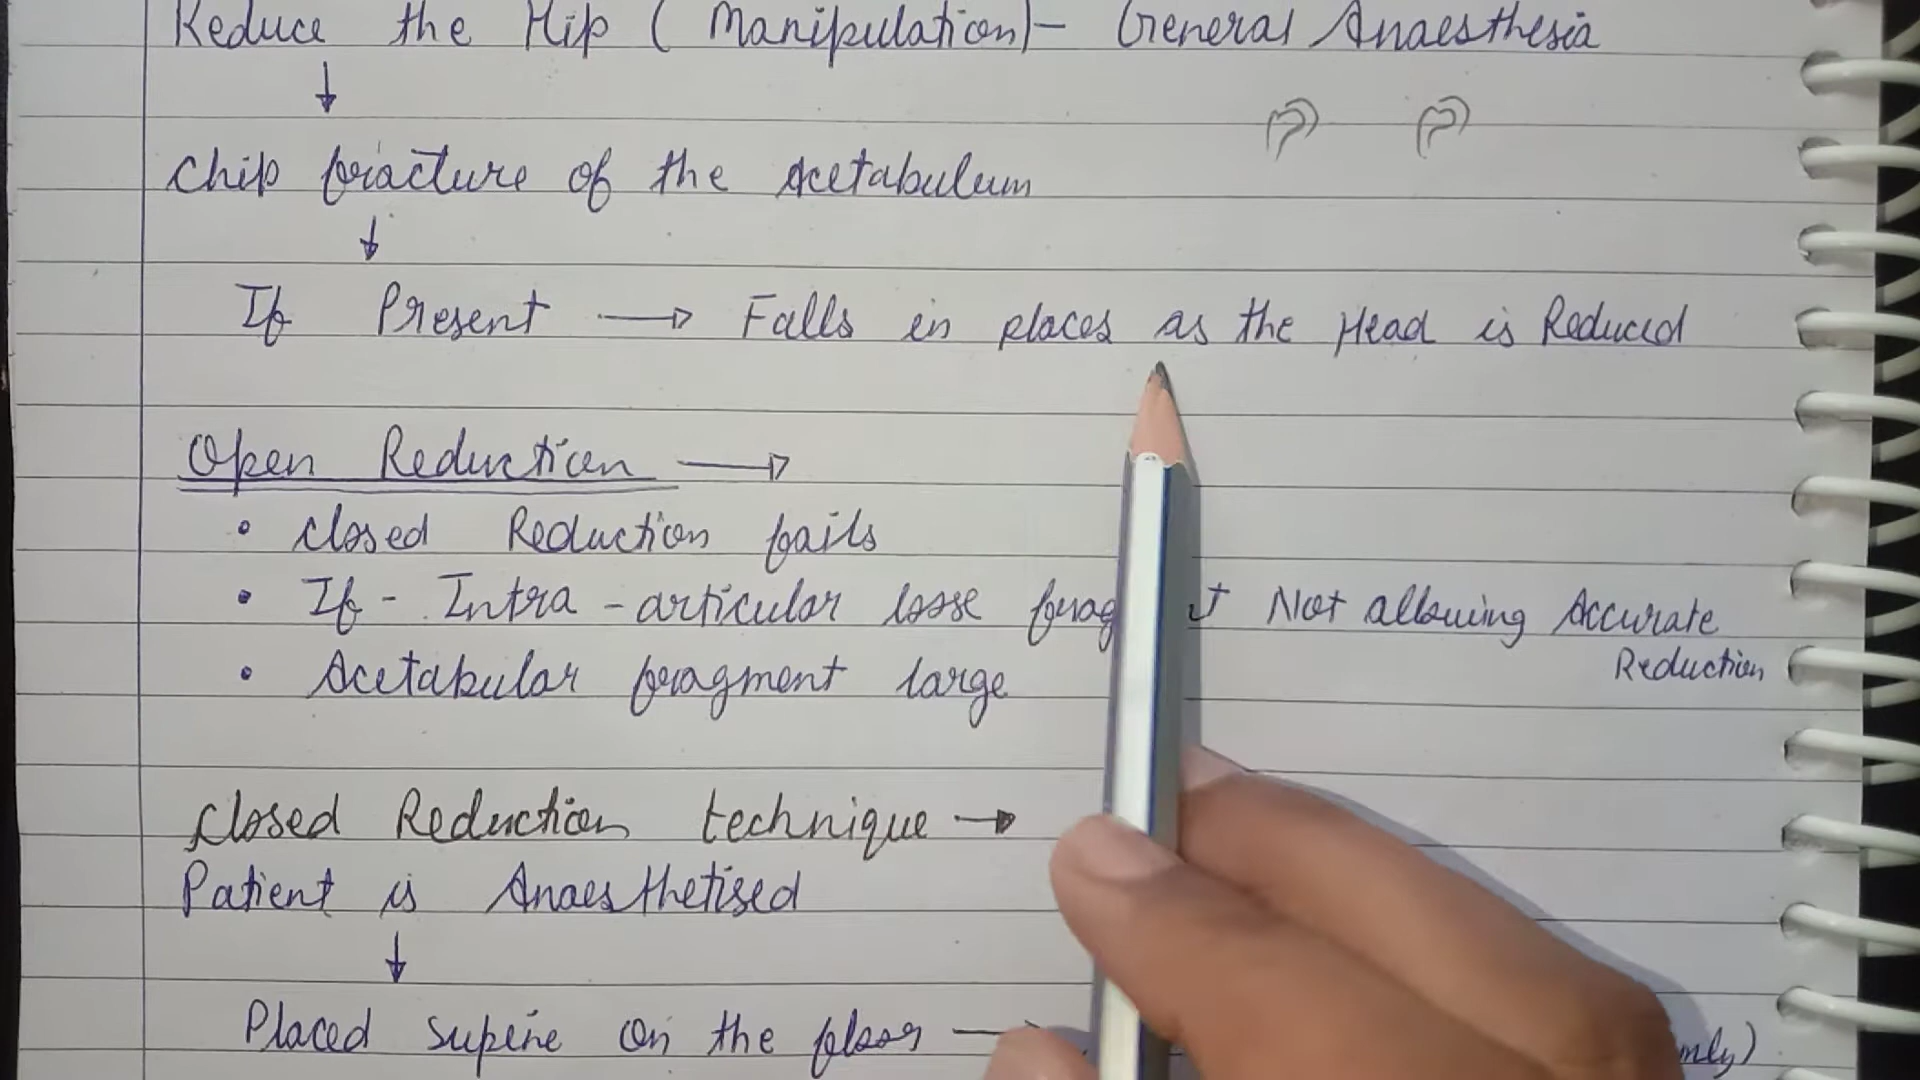 Reduce the Hip (Manipulation) - General Anaesthesia
↓
Chip fracture of the Acetabulum
↓
If Present → Falls in places as the Head is Reduced
Open Reduction →
• Closed Reduction fails
• If - Intra-articular loose Not allowing Accurate
Reduction
• Acetabular fragment large
Closed Reduction technique →
Patient is Anaesthetised
↓
Placed supine on the floor →